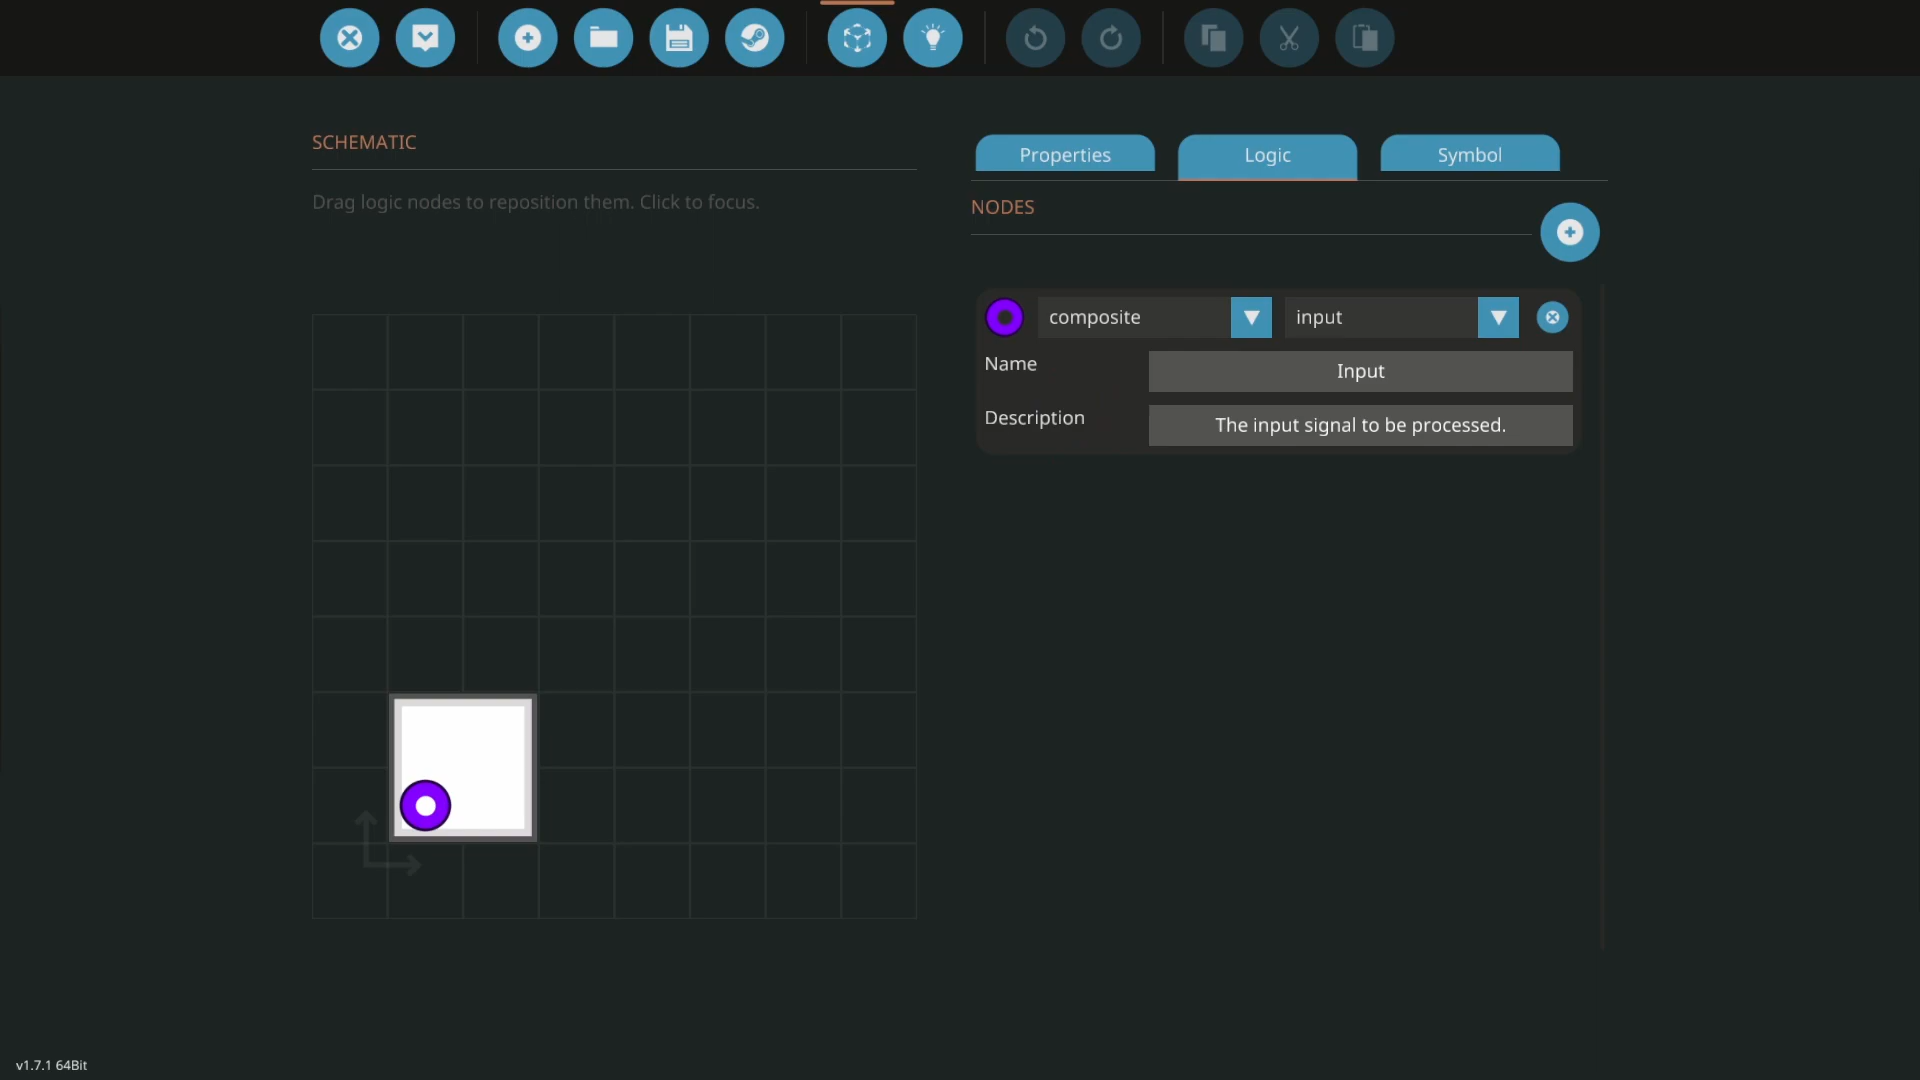 SCHEMATIC
Drag logic nodes to reposition them. Click to focus.
Properties
Logic
Symbol
NODES
composite
input
Name
Input
Description
The input signal to be processed.
v1.7.1 64Bit